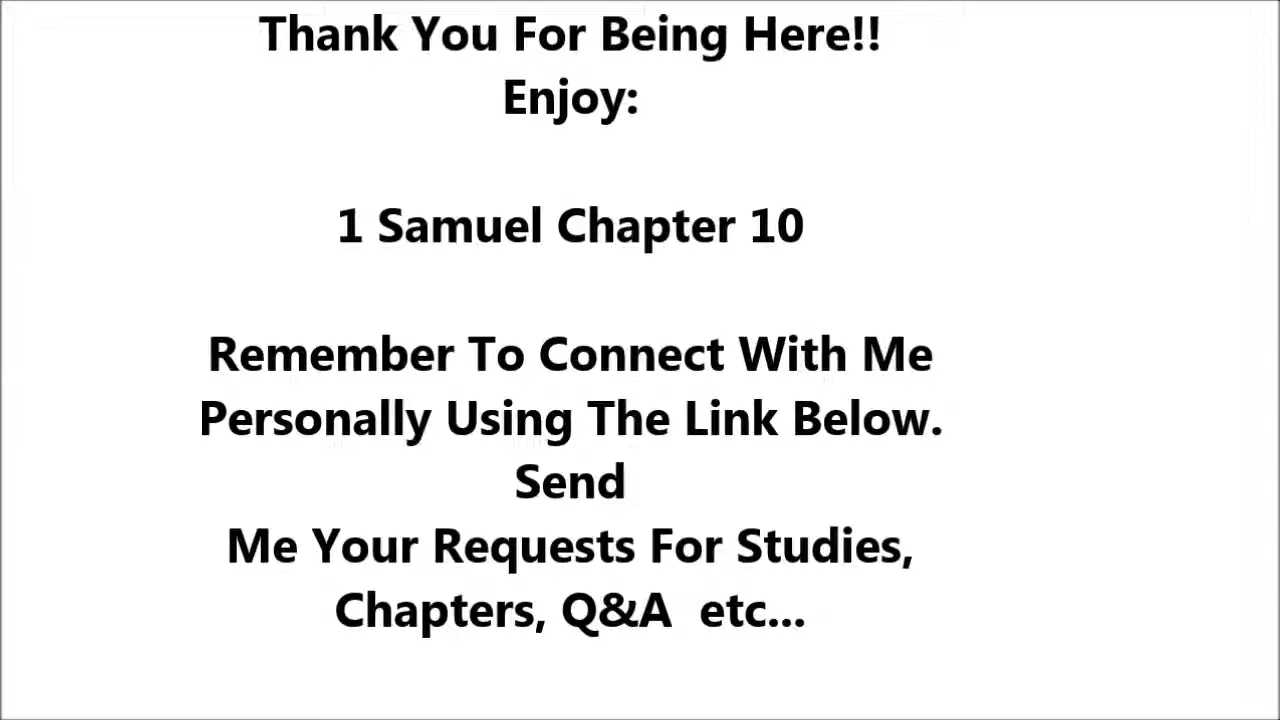 Thank You For Being Here!!
Enjoy:
1 Samuel Chapter 10
Remember To Connect With Me
Personally Using The Link Below.
Send
Me Your Requests For Studies,
Chapters, Q&A  etc...